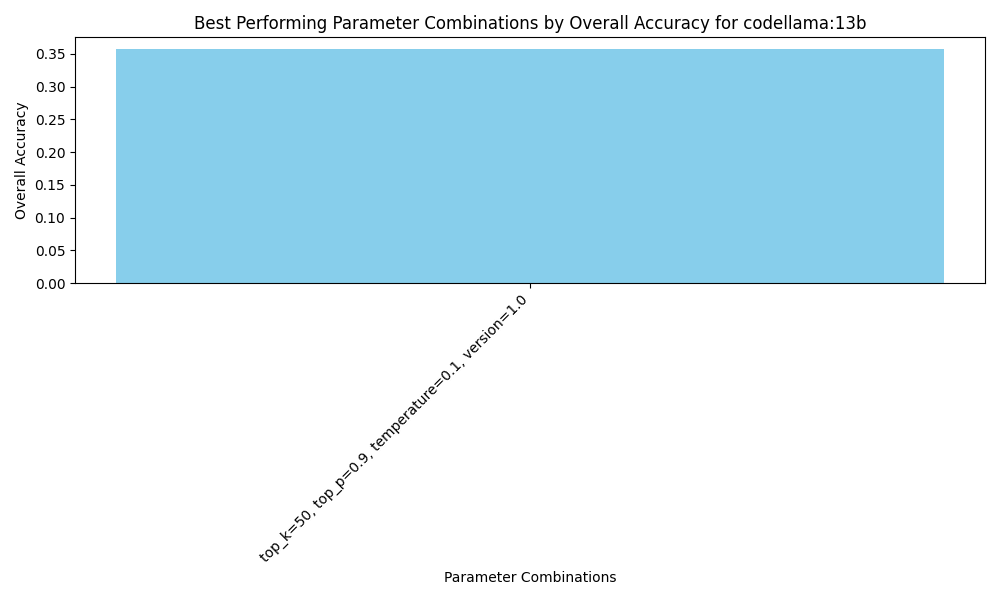 Best Performing Parameter Combinations by Overall Accuracy for codellama:13b
Overall Accuracy
0.35
0.30
0.25
0.20
0.15
0.10
0.05
0.00
top_k=50, top_p=0.9, temperature=0.1, version=1.0
Parameter Combinations